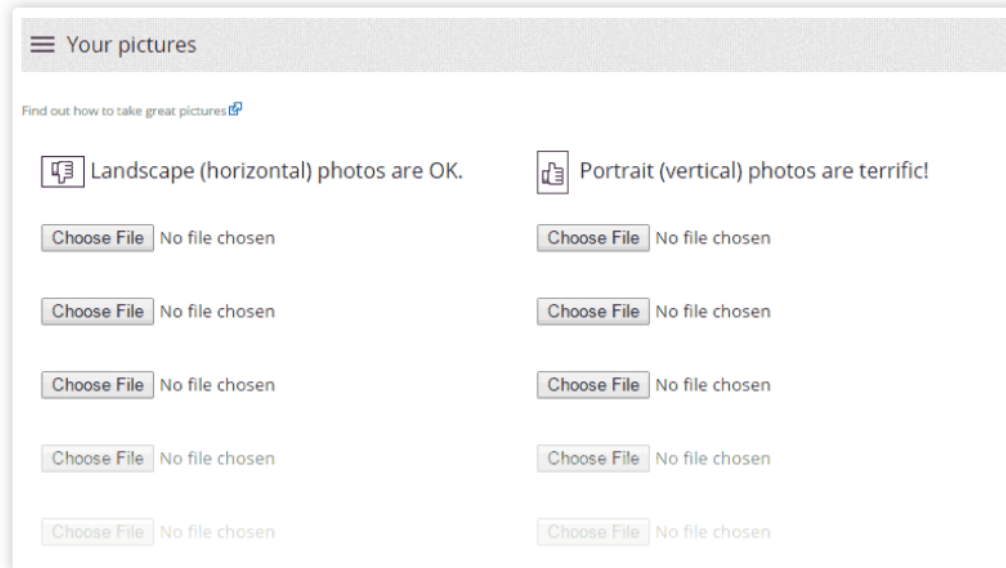 Your pictures
Find out how to take great pictures
Landscape (horizontal) photos are OK.
Portrait (vertical) photos are terrific!
Choose File No file chosen
Choose File No file chosen
Choose File No file chosen
Choose File No file chosen
Choose File No file chosen
Choose File No file chosen
Choose File No file chosen
Choose File No file chosen
Choose File No file chosen
Choose File No file chosen